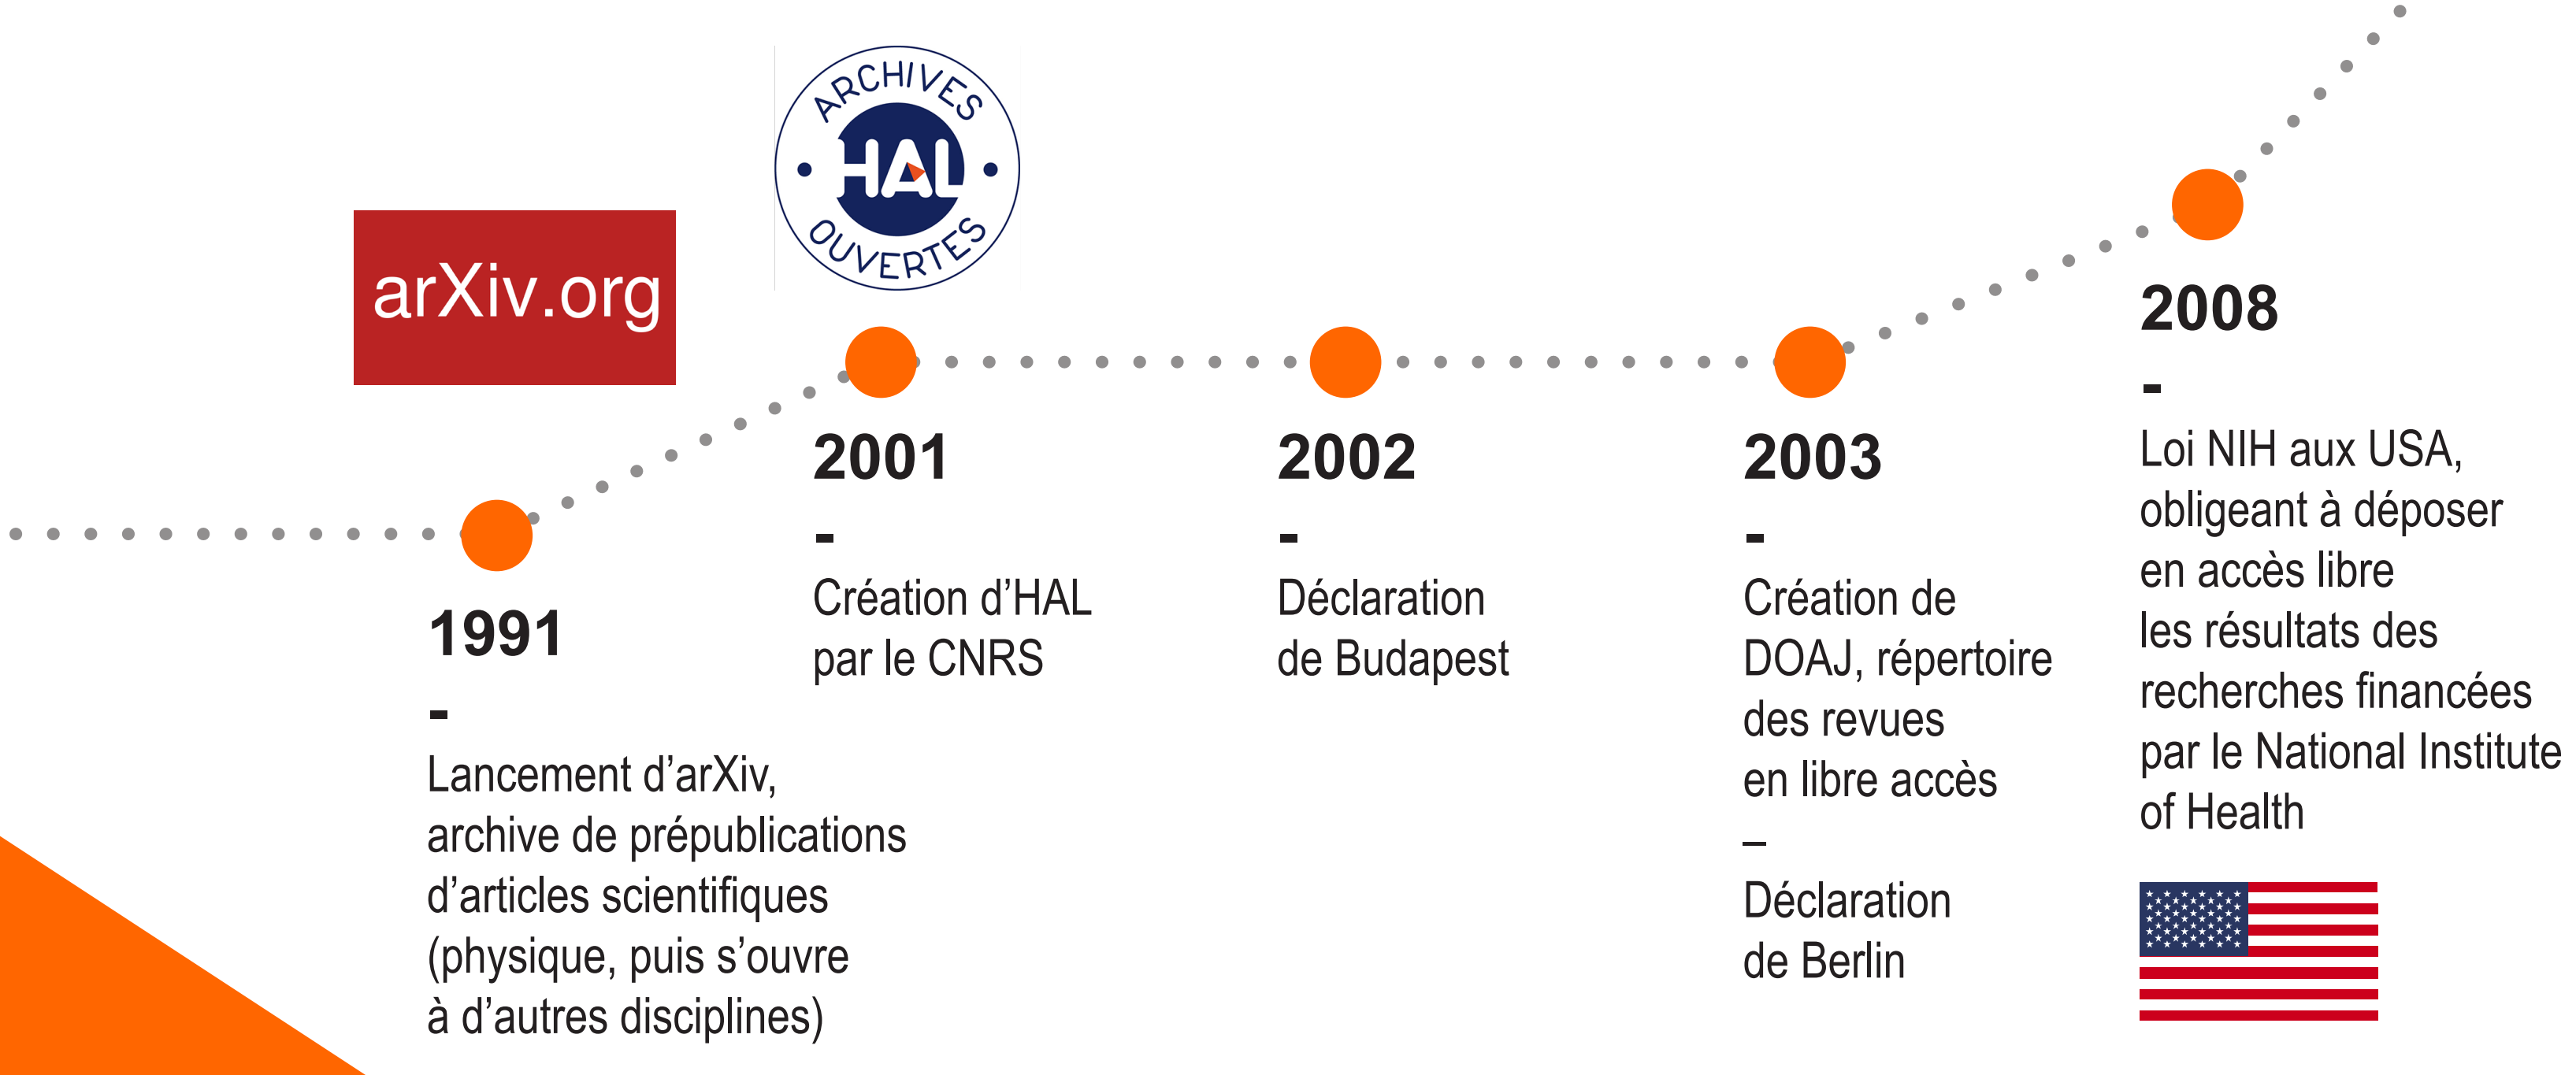 arXiv.org
ARCHIVES
HAL
OUVERTES
1991
-
Lancement d’arXiv,
archive de prépublications
d’articles scientifiques
(physique, puis s’ouvre
à d’autres disciplines)
2001
-
Création d’HAL
par le CNRS
2002
-
Déclaration
de Budapest
2003
-
Création de
DOAJ, répertoire
des revues
en libre accès
–
Déclaration
de Berlin
2008
-
Loi NIH aux USA,
obligeant à déposer
en accès libre
les résultats des
recherches financées
par le National Institute
of Health